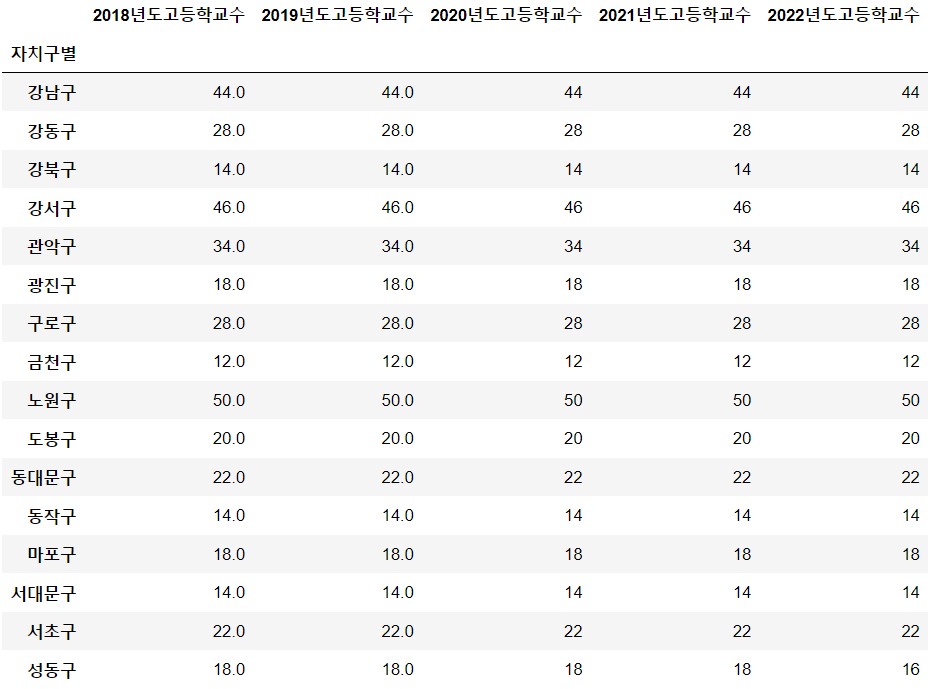 2018년도고등학교수 2019년도고등학교수 2020년도고등학교수 2021년도고등학교수 2022년도고등학교수
자치구별
강남구 44.0 44.0 44 44 44
강동구 28.0 28.0 28 28 28
강북구 14.0 14.0 14 14 14
강서구 46.0 46.0 46 46 46
관악구 34.0 34.0 34 34 34
광진구 18.0 18.0 18 18 18
구로구 28.0 28.0 28 28 28
금천구 12.0 12.0 12 12 12
노원구 50.0 50.0 50 50 50
도봉구 20.0 20.0 20 20 20
동대문구 22.0 22.0 22 22 22
동작구 14.0 14.0 14 14 14
마포구 18.0 18.0 18 18 18
서대문구 14.0 14.0 14 14 14
서초구 22.0 22.0 22 22 22
성동구 18.0 18.0 18 18 16